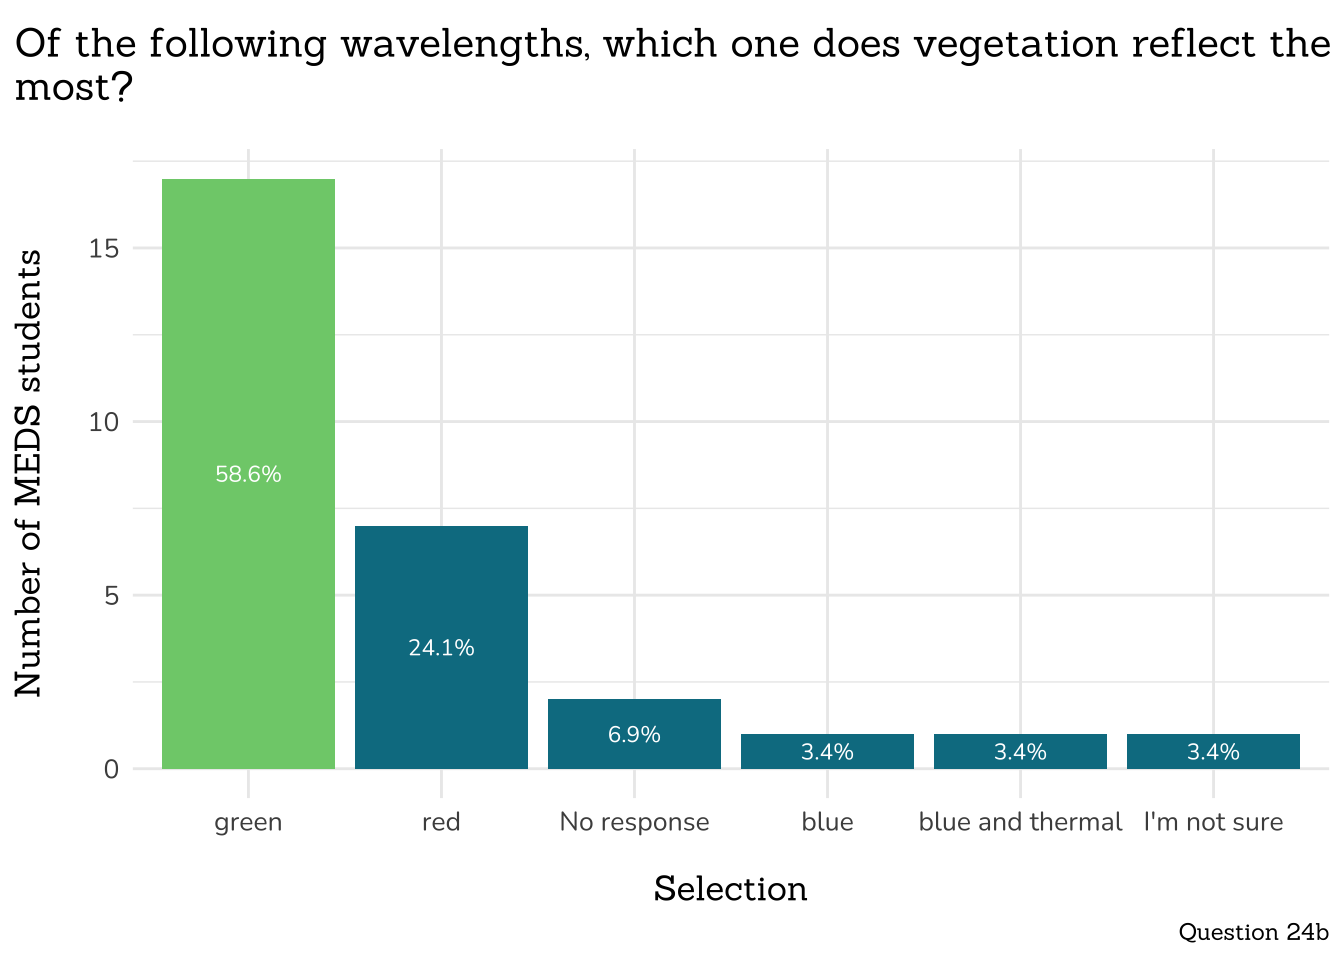 Of the following wavelengths, which one does vegetation reflect the
most?
Number of MEDS students
15
10
5
0
58.6%
24.1%
6.9%
3.4%
3.4%
3.4%
green
red
No response
blue
blue and thermal
I'm not sure
Selection
Question 24b